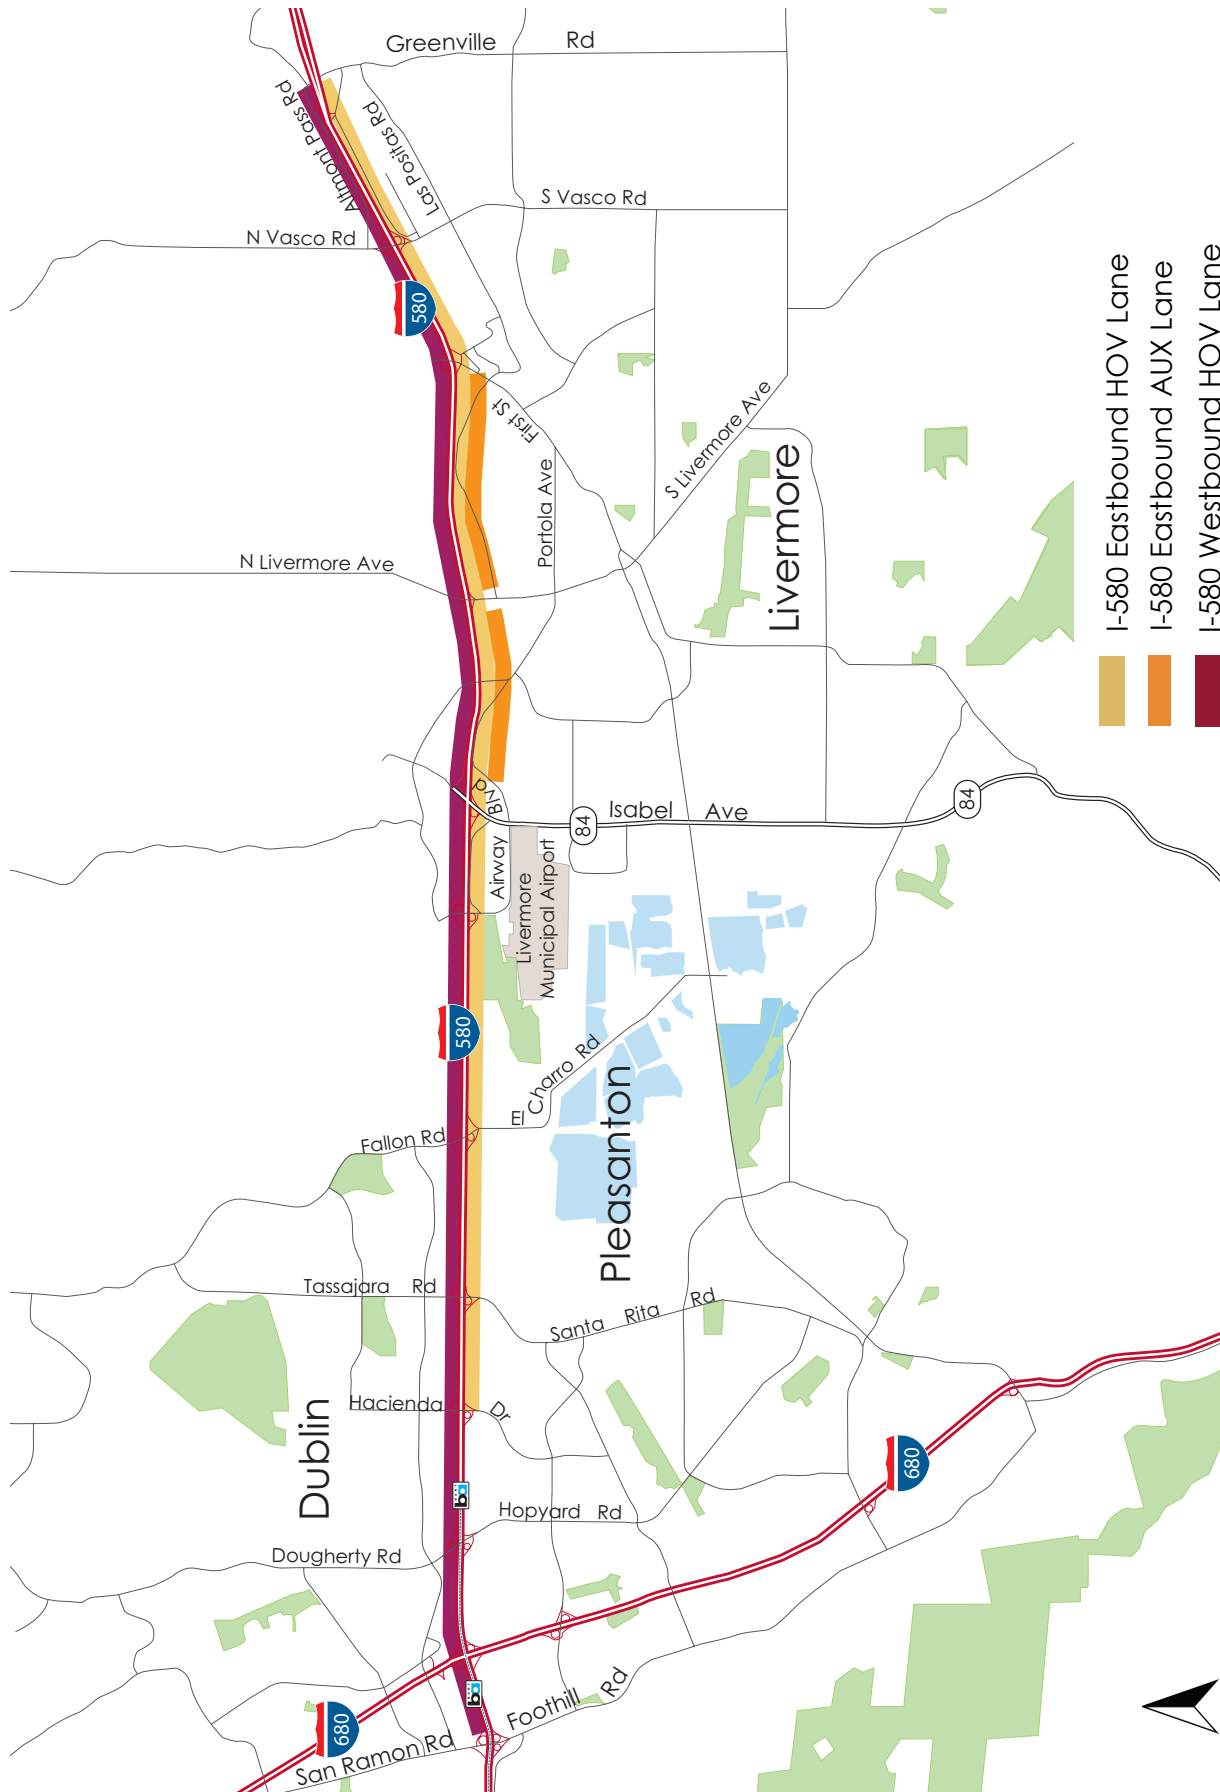 Greenville Rd
Altmont Pass Rd
Las Positas Rd
N Vasco Rd
S Vasco Rd
580
First St
Portola Ave
S Livermore Ave
N Livermore Ave
Livermore
Airway Blvd
84
Isabel Ave
84
Livermore
Municipal Airport
580
El Charro Rd
Fallon Rd
Pleasanton
Tassajara Rd
Santa Rita Rd
Hacienda Dr
Dublin
Hopyard Rd
Dougherty Rd
680
680
San Ramon Rd
Foothill Rd
I-580 Eastbound HOV Lane
I-580 Eastbound AUX Lane
I-580 Westbound HOV Lane